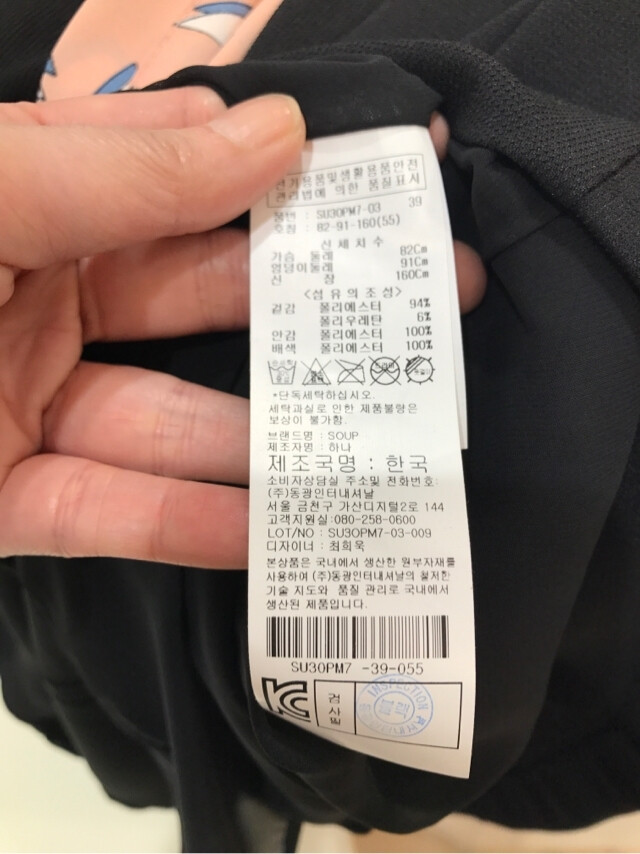 전기용품및생활용품안전
관리법에 의한 품질표시
품번 : SU3OPM7-03 39
호칭 : 82-91-160(55)
신체치수
가슴 둘레 82Cm
엉덩이둘레 91Cm
신 장 160Cm
<섬유의조성>
겉감 폴리에스터 94%
폴리우레탄 6%
안감 폴리에스터 100%
배색 폴리에스터 100%
*단독세탁하십시오.
세탁과실로 인한 제품불량은
보상이 불가함.
브랜드명 : SOUP
제조자명 : 하나
제조국명 : 한국
소비자상담실 주소및 전화번호:
(주)동광인터내셔날
서울 금천구 가산디지털2로 144
고객지원실:080-258-0600
LOT/NO : SU3OPM7-03-009
디자이너 : 최희욱
본상품은 국내에서 생산한 원부자재를
사용하여 (주)동광인터내셔날의 철저한
기술 지도와 품질 관리로 국내에서
생산된 제품입니다.
SU3OPM7 -39-055
검사필
INSPECTION
합격